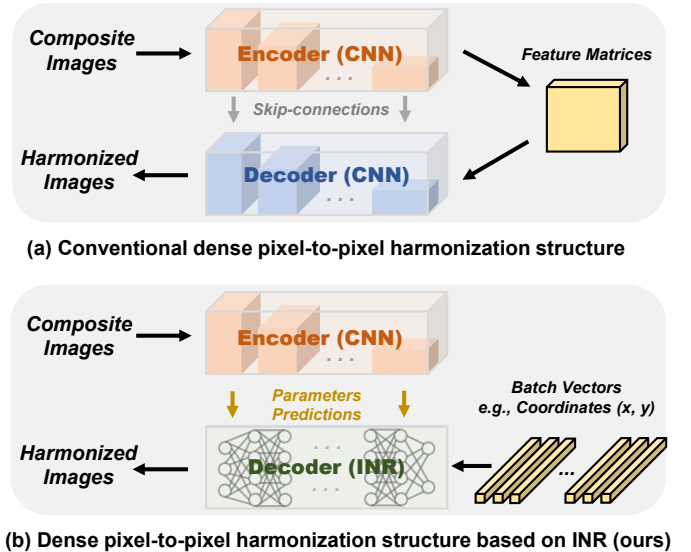 Composite
Images
Encoder (CNN)
. . .
Feature Matrices
Skip-connections
Harmonized
Images
Decoder (CNN)
. . .
(a) Conventional dense pixel-to-pixel harmonization structure
Composite
Images
Encoder (CNN)
. . .
Parameters
Predictions
Batch Vectors
e.g., Coordinates (x, y)
Harmonized
Images
. . .
Decoder (INR)
. . .
...
(b) Dense pixel-to-pixel harmonization structure based on INR (ours)